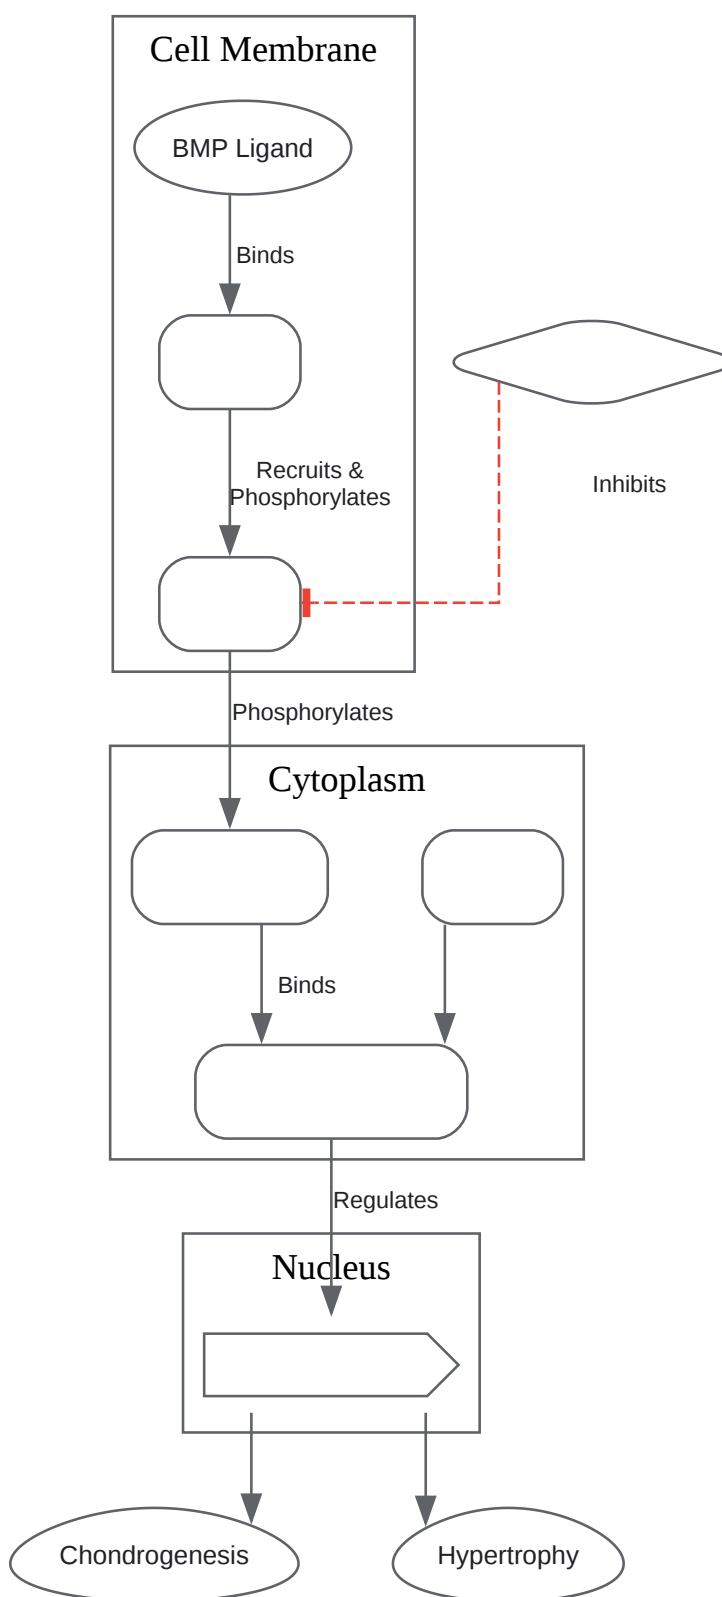 Cell Membrane
BMP Ligand
Binds
Recruits &
Phosphorylates
Inhibits
Phosphorylates
Cytoplasm
Binds
Regulates
Nucleus
Chondrogenesis
Hypertrophy